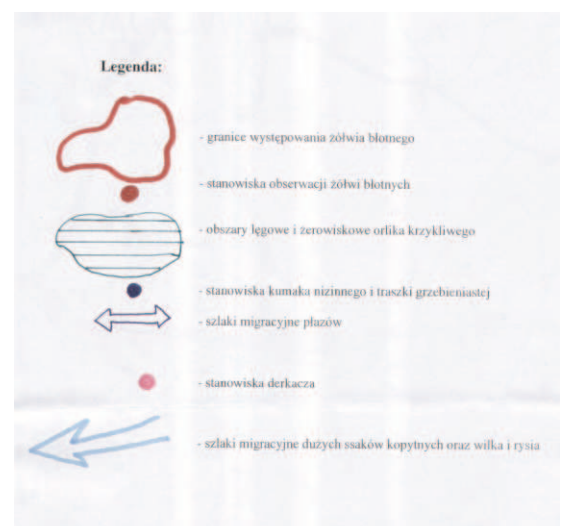 Legenda:
- granice występowania żółwia błotnego
- stanowiska obserwacji żółwi błotnych
- obszary lęgowe i żerowiskowe orlika krzykliwego
- stanowiska kumaka nizinnego i traszki grzebieniastej
- szlaki migracyjne płazów
- stanowiska derkacza
- szlaki migracyjne dużych ssaków kopytnych oraz wilka i rysia